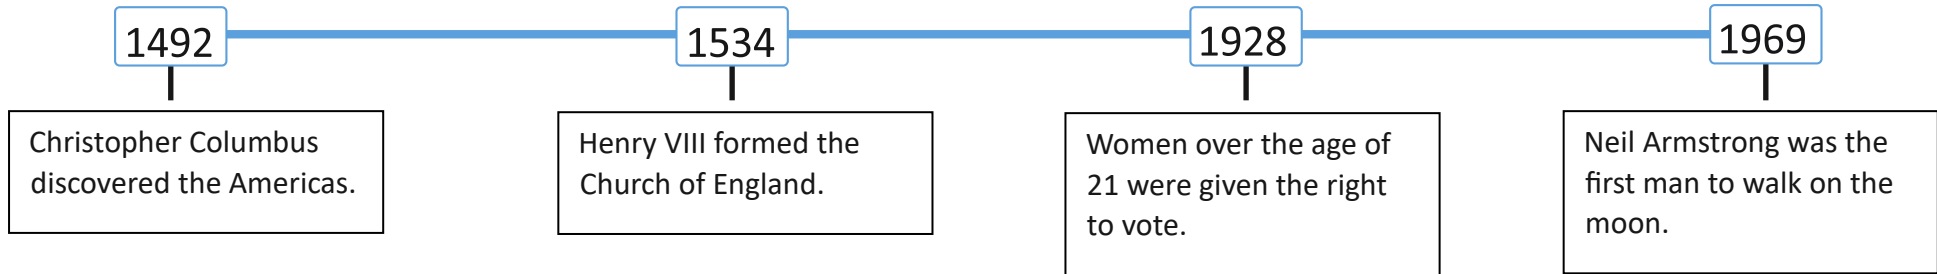 1492
1534
1928
1969
Christopher Columbus
discovered the Americas.
Henry VIII formed the
Church of England.
Women over the age of
21 were given the right
to vote.
Neil Armstrong was the
first man to walk on the
moon.